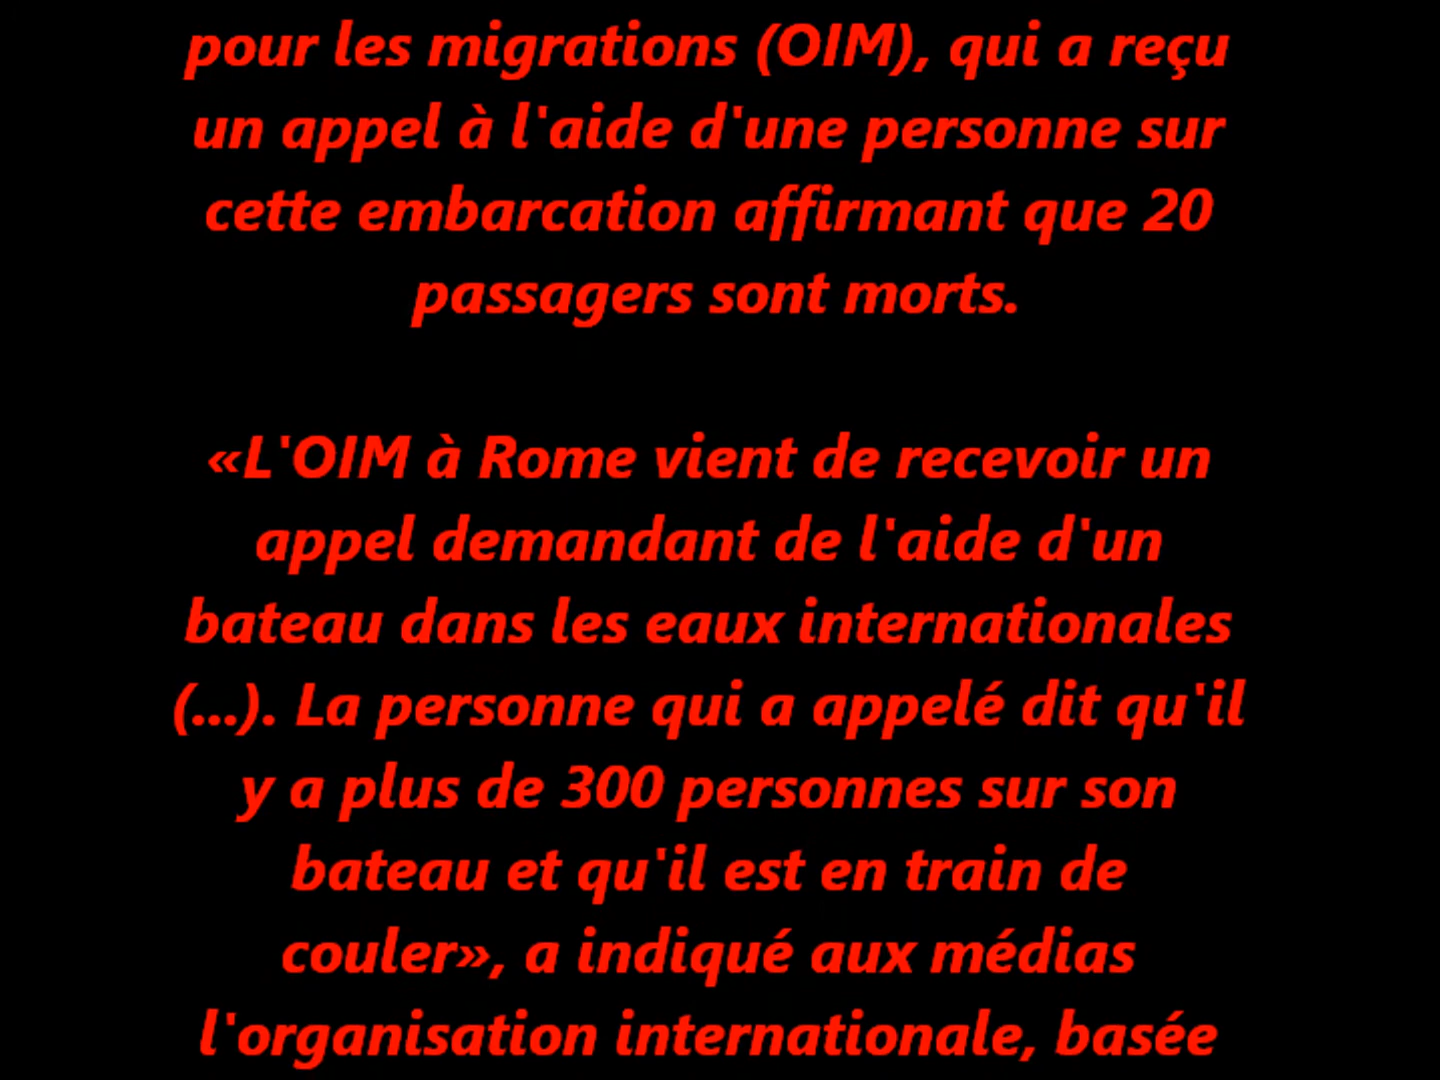 pour les migrations (OIM), qui a reçu
un appel à l'aide d'une personne sur
cette embarcation affirmant que 20
passagers sont morts.
«L'OIM à Rome vient de recevoir un
appel demandant de l'aide d'un
bateau dans les eaux internationales
(...). La personne qui a appelé dit qu'il
y a plus de 300 personnes sur son
bateau et qu'il est en train de
couler», a indiqué aux médias
l'organisation internationale, basée